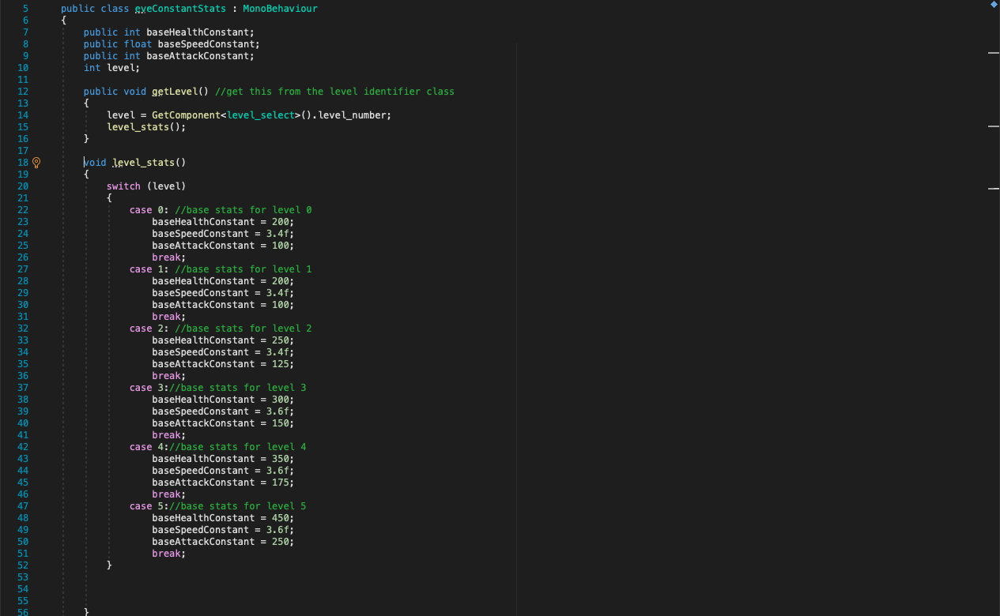 5 public class eyeConstantStats : MonoBehaviour
6 {
7 public int baseHealthConstant;
8 public float baseSpeedConstant;
9 public int baseAttackConstant;
10 int level;
11
12 public void getLevel() //get this from the level identifier class
13 {
14 level = GetComponent<level_select>().level_number;
15 level_stats();
16 }
17
18 void level_stats()
19 {
20 switch (level)
21 {
22 case 0: //base stats for level 0
23 baseHealthConstant = 200;
24 baseSpeedConstant = 3.4f;
25 baseAttackConstant = 100;
26 break;
27 case 1: //base stats for level 1
28 baseHealthConstant = 200;
29 baseSpeedConstant = 3.4f;
30 baseAttackConstant = 100;
31 break;
32 case 2: //base stats for level 2
33 baseHealthConstant = 250;
34 baseSpeedConstant = 3.4f;
35 baseAttackConstant = 125;
36 break;
37 case 3://base stats for level 3
38 baseHealthConstant = 300;
39 baseSpeedConstant = 3.6f;
40 baseAttackConstant = 150;
41 break;
42 case 4://base stats for level 4
43 baseHealthConstant = 350;
44 baseSpeedConstant = 3.6f;
45 baseAttackConstant = 175;
46 break;
47 case 5://base stats for level 5
48 baseHealthConstant = 450;
49 baseSpeedConstant = 3.6f;
50 baseAttackConstant = 250;
51 break;
52 }
53
54
55
56 }